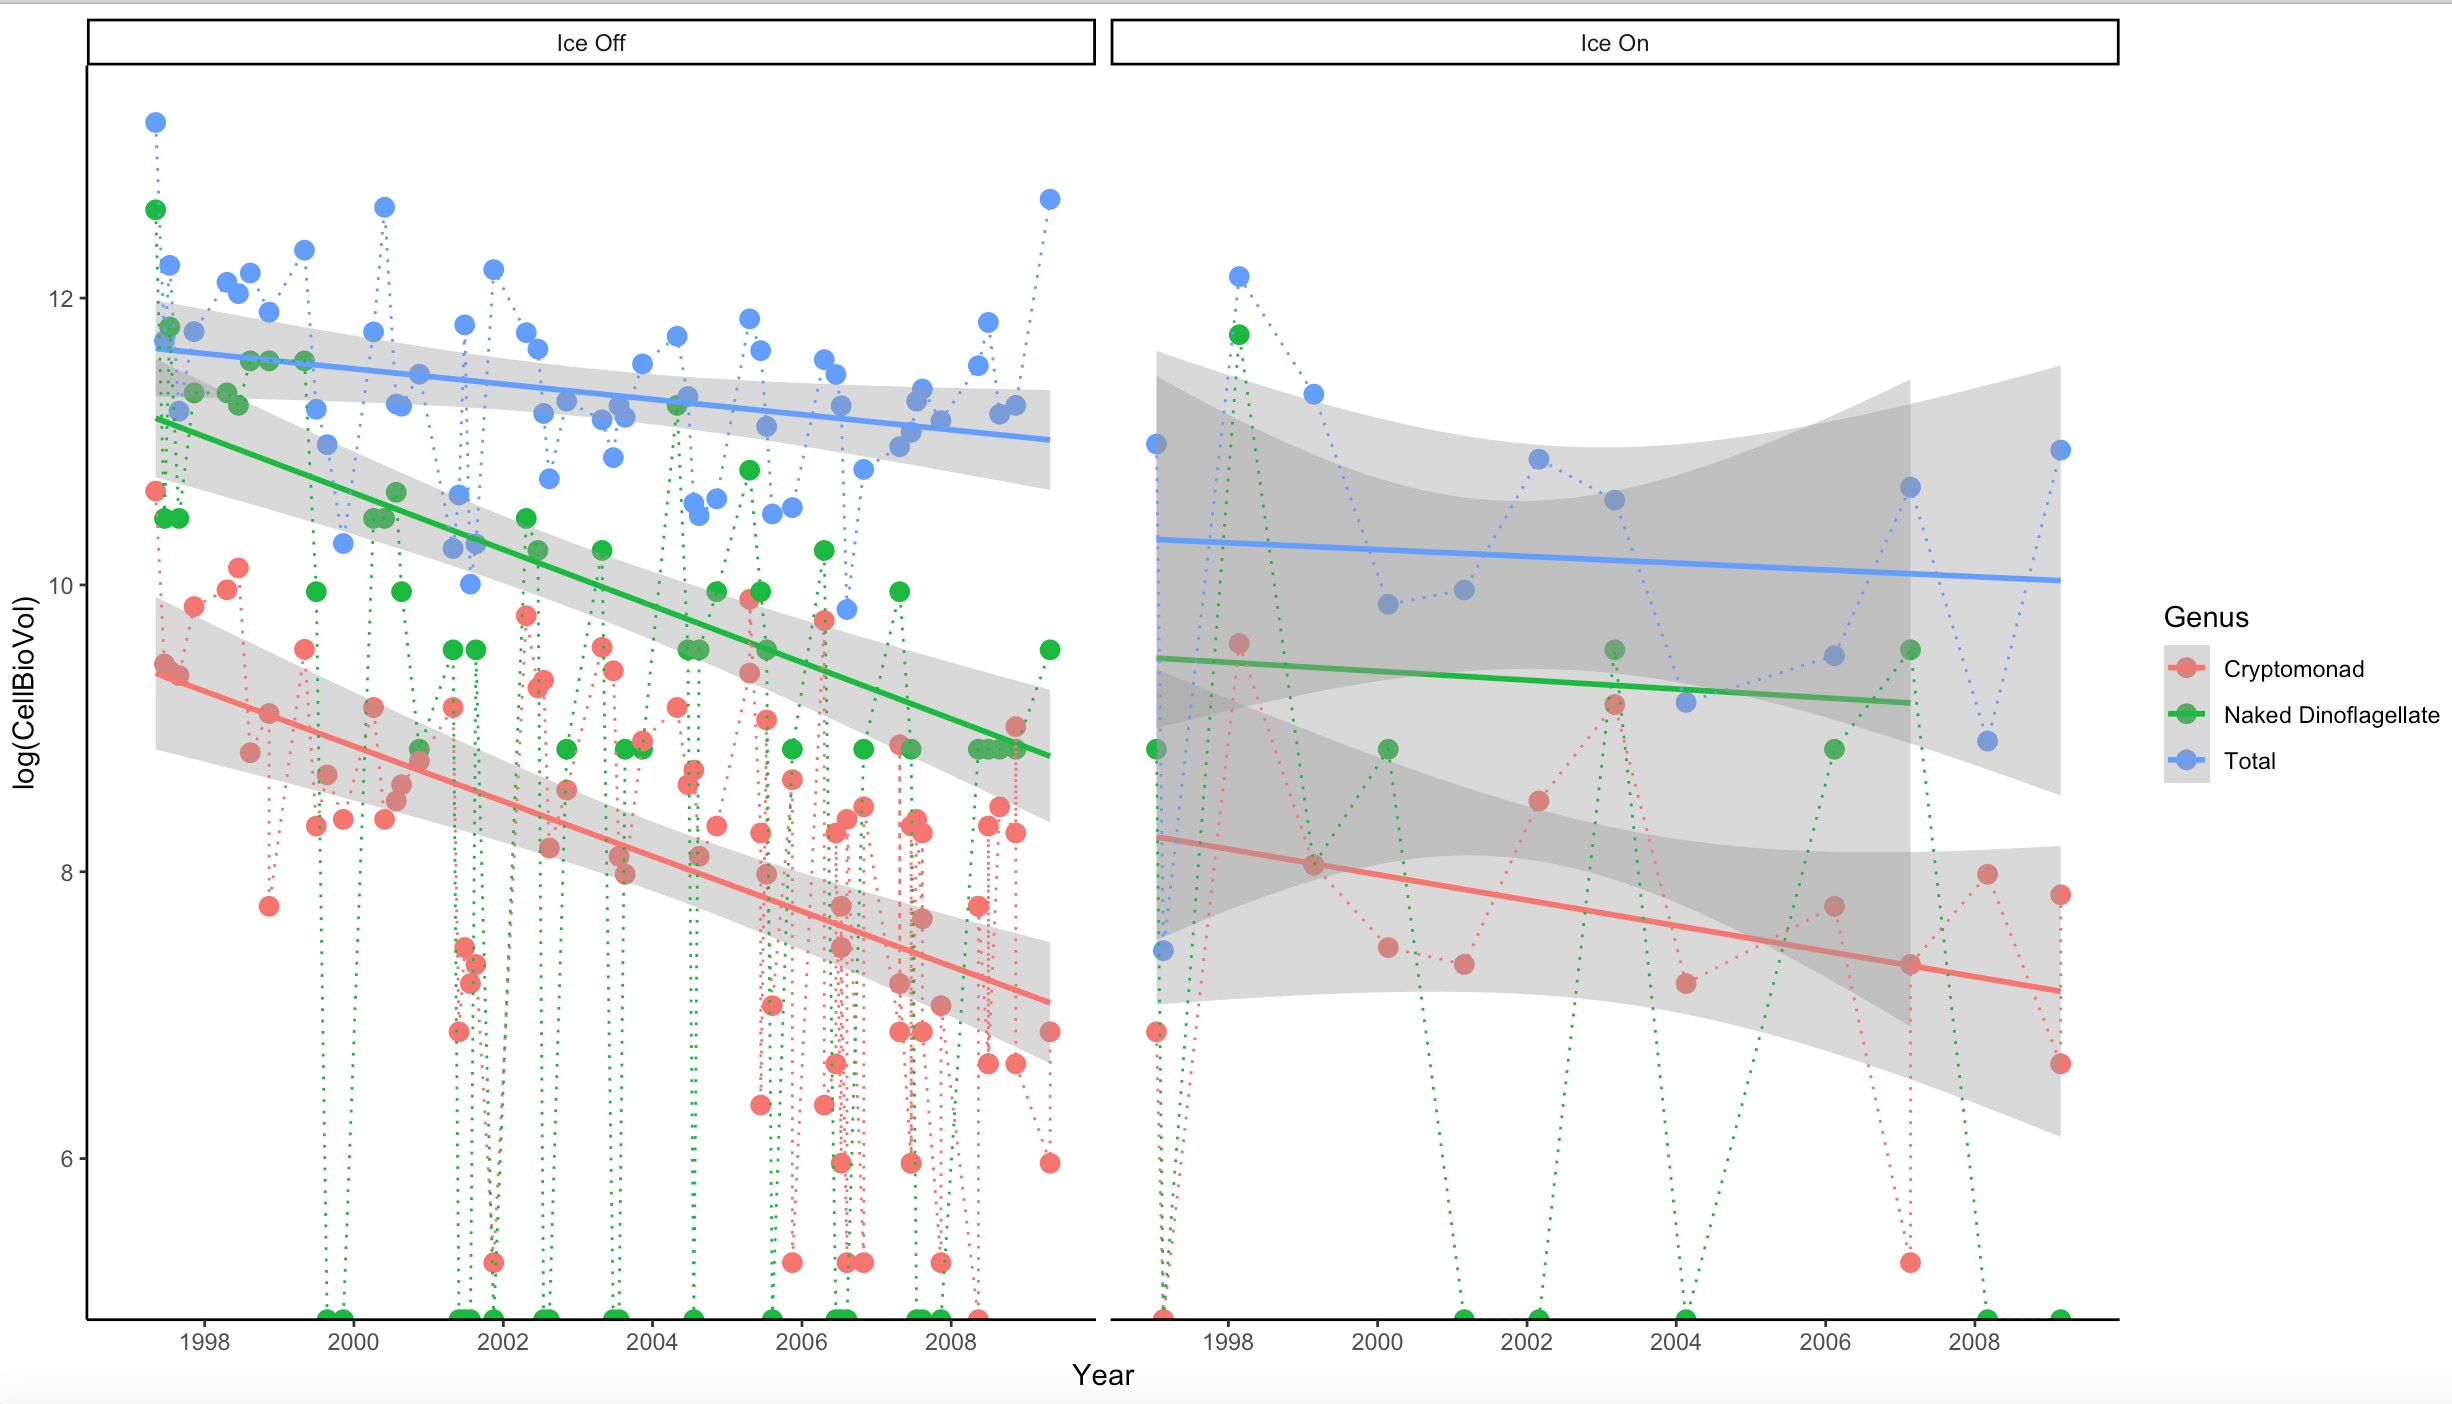 Ice Off
Ice On
12
10
8
6
log(CellBioVol)
1998 2000 2002 2004 2006 2008
1998 2000 2002 2004 2006 2008
Year
Genus
Cryptomonad
Naked Dinoflagellate
Total